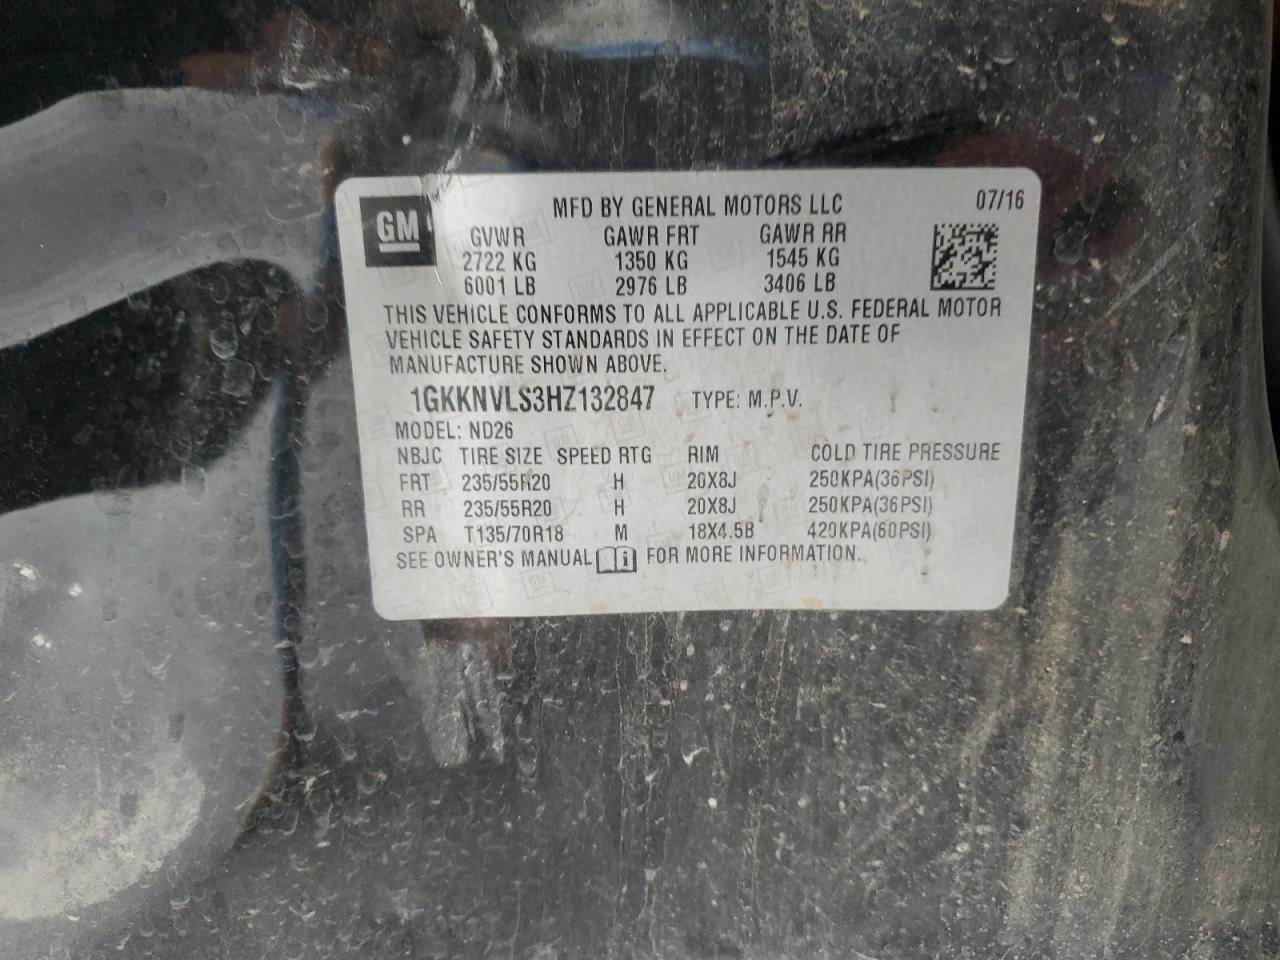 MFD BY GENERAL MOTORS LLC 07/16
GM
GVWR GAWR FRT GAWR RR
2722 KG 1350 KG 1545 KG
6001 LB 2976 LB 3406 LB
THIS VEHICLE CONFORMS TO ALL APPLICABLE U.S. FEDERAL MOTOR
VEHICLE SAFETY STANDARDS IN EFFECT ON THE DATE OF
MANUFACTURE SHOWN ABOVE.
1GKKNVLS3HZ132847 TYPE: M.P.V.
MODEL: ND26
NBJC TIRE SIZE SPEED RTG RIM COLD TIRE PRESSURE
FRT 235/55R20 H 20X8J 250KPA(36PSI)
RR 235/55R20 H 20X8J 250KPA(36PSI)
SPA T135/70R18 M 18X4.5B 420KPA(60PSI)
SEE OWNER'S MANUAL i FOR MORE INFORMATION.